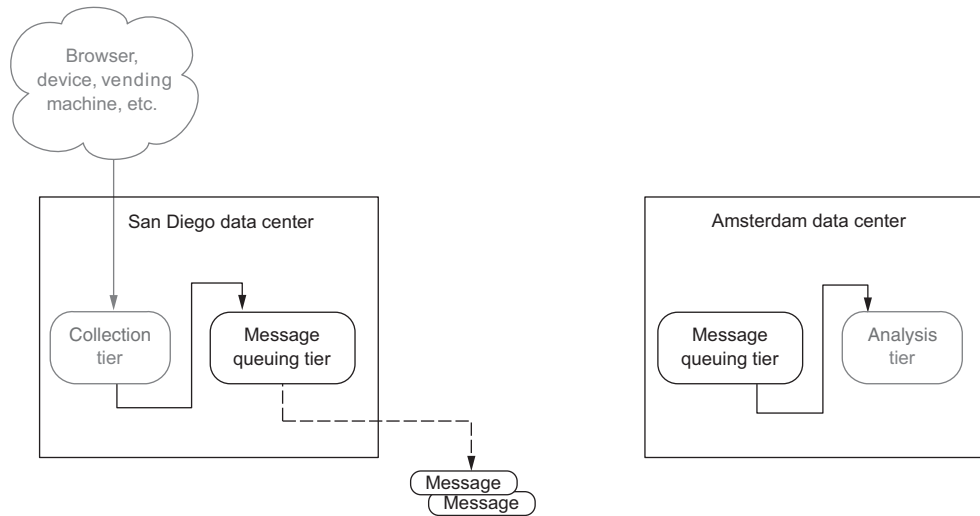 Browser,
device, vending
machine, etc.
San Diego data center
Amsterdam data center
Collection
tier
Message
queuing tier
Message
queuing tier
Analysis
tier
Message
Message